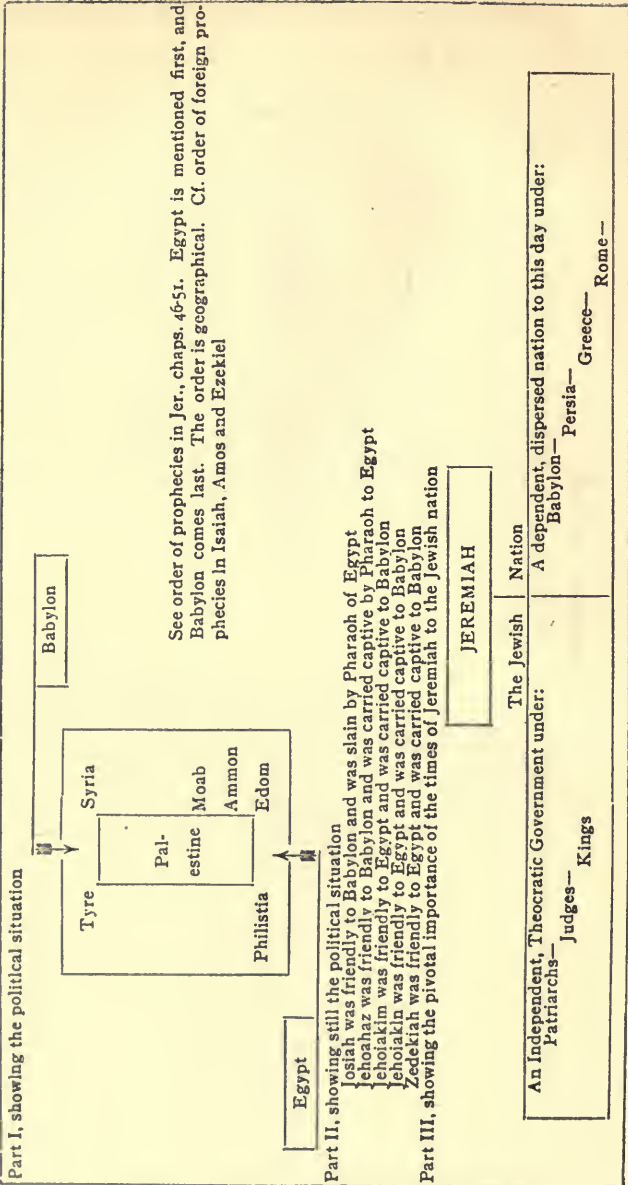 Part I, showing the political situation
Babylon
Tyre
Syria
Pal-
estine
Moab
Ammon
Edom
Philistia
Egypt
See order of prophecies in Jer., chaps. 46-51. Egypt is mentioned first, and
Babylon comes last. The order is geographical. Cf. order of foreign pro-
phecies in Isaiah, Amos and Ezekiel
Part II, showing still the political situation
Josiah was friendly to Babylon and was slain by Pharaoh of Egypt
Jehoahaz was friendly to Babylon and was carried captive by Pharaoh to Egypt
Jehoiakim was friendly to Egypt and was carried captive to Babylon
Jehoiakin was friendly to Egypt and was carried captive to Babylon
Zedekiah was friendly to Egypt and was carried captive to Babylon
Part III, showing the pivotal importance of the times of Jeremiah to the Jewish nation
JEREMIAH
The Jewish Nation
An Independent, Theocratic Government under:
Patriarchs—
Judges—
Kings
A dependent, dispersed nation to this day under:
Babylon—
Persia—
Greece—
Rome—